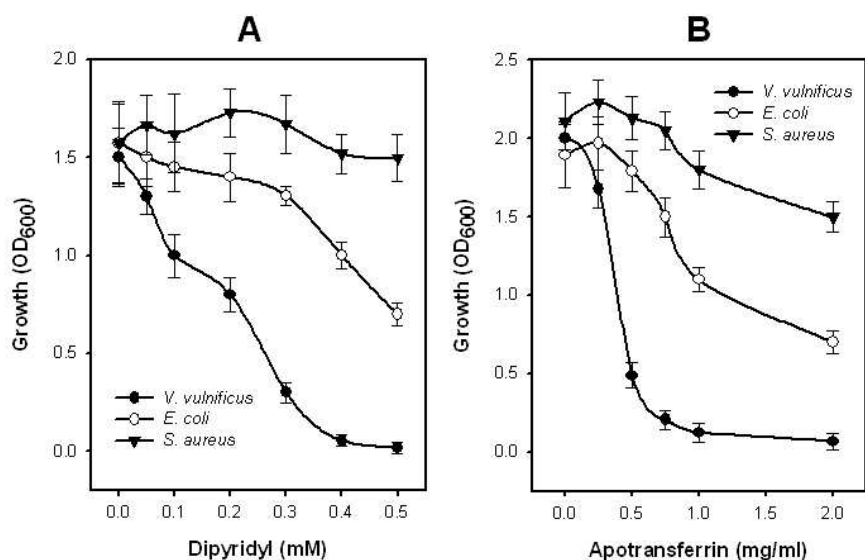 A
2.0
1.5
1.0
0.5
0.0
Growth (OD600)
V. vulnificus
E. coli
S. aureus
0.0 0.1 0.2 0.3 0.4 0.5
Dipyridyl (mM)
B
2.5
2.0
1.5
1.0
0.5
0.0
Growth (OD600)
V. vulnificus
E. coli
S. aureus
0.0 0.5 1.0 1.5 2.0
Apotransferrin (mg/ml)